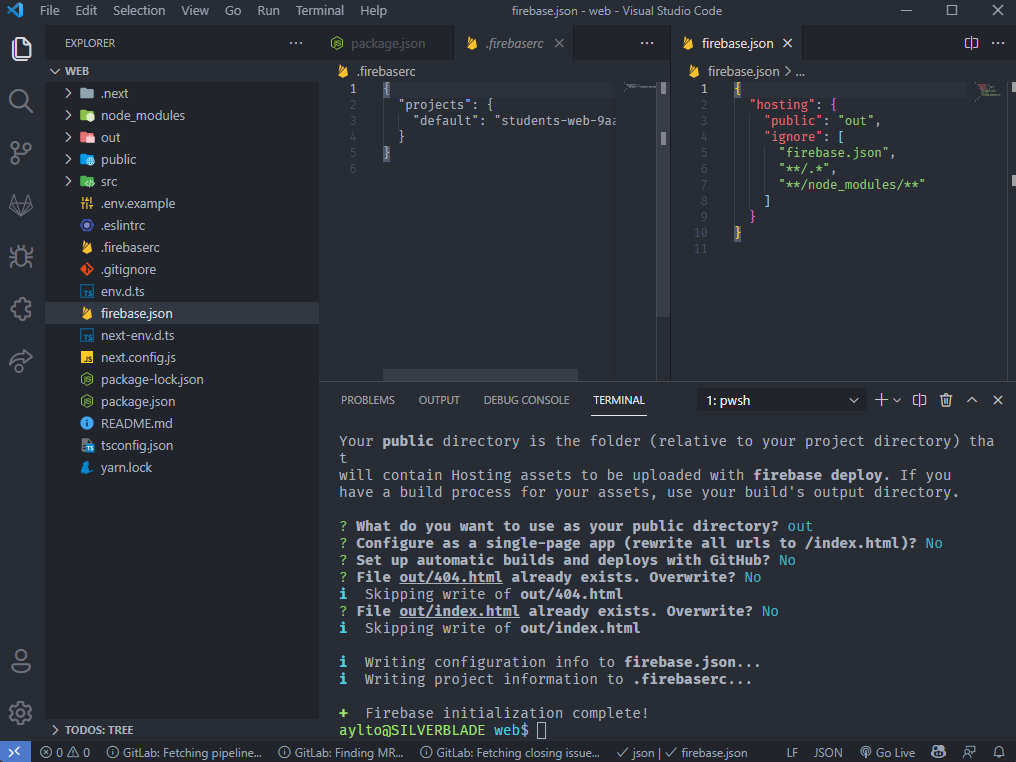 File Edit Selection View Go Run Terminal Help firebase.json - web - Visual Studio Code
EXPLORER
WEB
.next
node_modules
out
public
src
.env.example
.eslintrc
.firebaserc
.gitignore
env.d.ts
firebase.json
next-env.d.ts
next.config.js
package-lock.json
package.json
README.md
tsconfig.json
yarn.lock
TODOS: TREE
package.json .firebaserc
.firebaserc
1 {
2 "projects": {
3 "default": "students-web-9aa
4 }
5 }
6
firebase.json
firebase.json > ...
1 {
2 "hosting": {
3 "public": "out",
4 "ignore": [
5 "firebase.json",
6 "**/.*",
7 "**/node_modules/**"
8 ]
9 }
10 }
11
PROBLEMS OUTPUT DEBUG CONSOLE TERMINAL 1: pwsh
Your public directory is the folder (relative to your project directory) tha
t
will contain Hosting assets to be uploaded with firebase deploy. If you
have a build process for your assets, use your build's output directory.
? What do you want to use as your public directory? out
? Configure as a single-page app (rewrite all urls to /index.html)? No
? Set up automatic builds and deploys with GitHub? No
? File out/404.html already exists. Overwrite? No
i Skipping write of out/404.html
? File out/index.html already exists. Overwrite? No
i Skipping write of out/index.html
i Writing configuration info to firebase.json...
i Writing project information to .firebaserc...
+ Firebase initialization complete!
aylto@SILVERBLADE web$
0 0 GitLab: Fetching pipeline... GitLab: Finding MR... GitLab: Fetching closing issue... json | firebase.json LF JSON Go Live